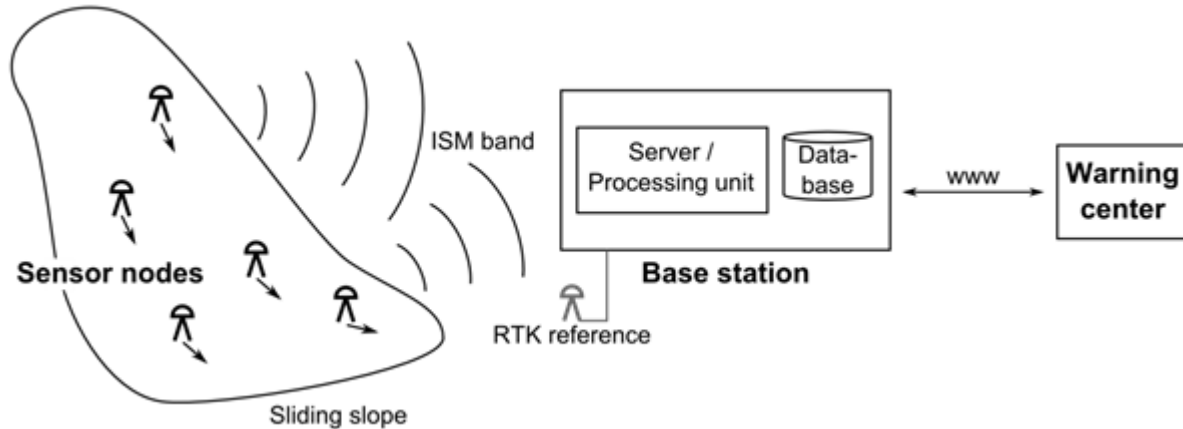 Sensor nodes
Sliding slope
ISM band
RTK reference
Server /
Processing unit
Data-
base
Base station
www
Warning
center